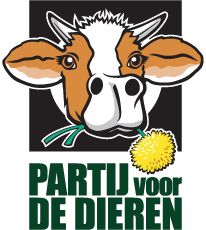 PARTIJ voor
DE DIEREN